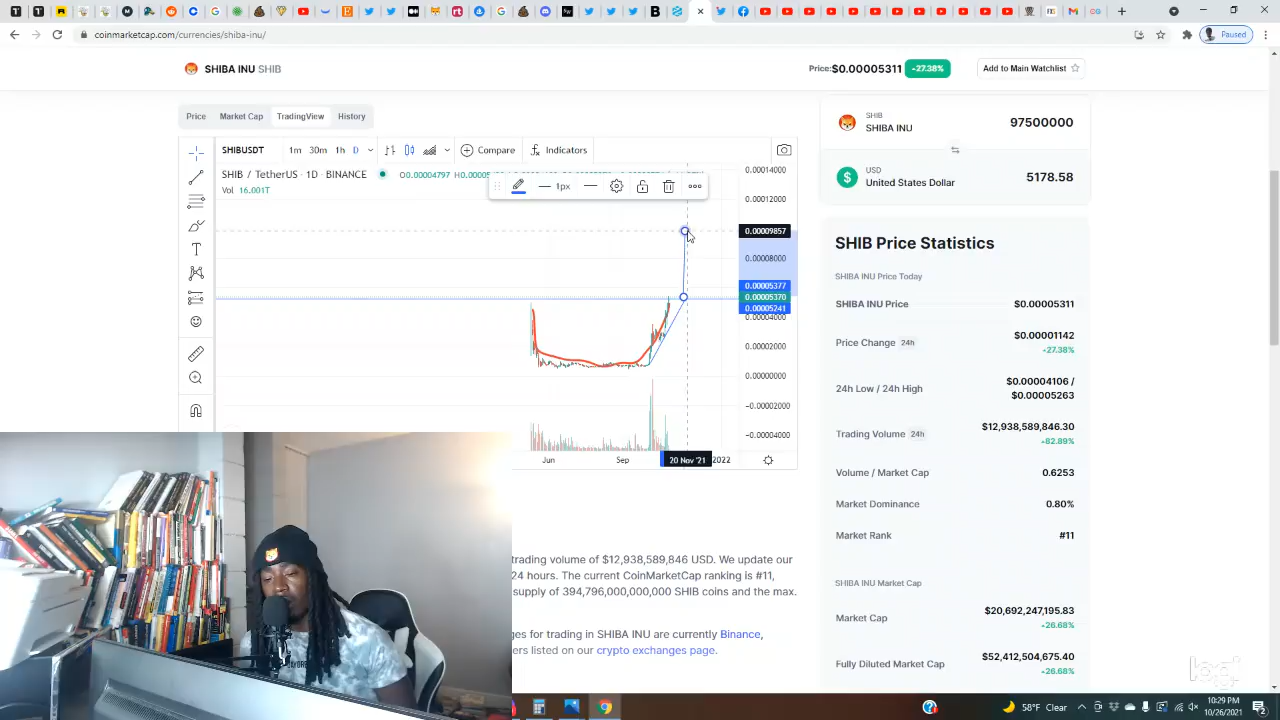 coinmarketcap.com/currencies/shiba-inu/
Paused
SHIBA INU SHIB
Price:$0.00005311
-27.38%
Add to Main Watchlist
Price
Market Cap
TradingView
History
SHIBUSDT
1m 30m 1h D
Compare
Indicators
SHIB / TetherUS · 1D · BINANCE
O0.00004797
Vol 16.001T
1px
0.00014000
0.00012000
0.00009857
0.00008000
0.00005377
0.00005370
0.00005241
0.00004000
0.00002000
0.00000000
-0.00002000
-0.00004000
Jun
Sep
20 Nov '21
2022
SHIB
SHIBA INU
97500000
USD
United States Dollar
5178.58
SHIB Price Statistics
SHIBA INU Price Today
SHIBA INU Price
$0.00005311
Price Change 24h
$0.00001142
27.38%
24h Low / 24h High
$0.00004106 /
$0.00005263
Trading Volume 24h
$12,938,589,846.30
82.89%
Volume / Market Cap
0.6253
Market Dominance
0.80%
Market Rank
#11
SHIBA INU Market Cap
Market Cap
$20,692,247,195.83
26.68%
Fully Diluted Market Cap
$52,412,504,675.40
26.68%
trading volume of $12,938,589,846 USD. We update our
24 hours. The current CoinMarketCap ranking is #11,
supply of 394,796,000,000,000 SHIB coins and the max.
ges for trading in SHIBA INU are currently Binance,
ers listed on our crypto exchanges page.
logi
58° Clear
10:29 PM
10/26/2021